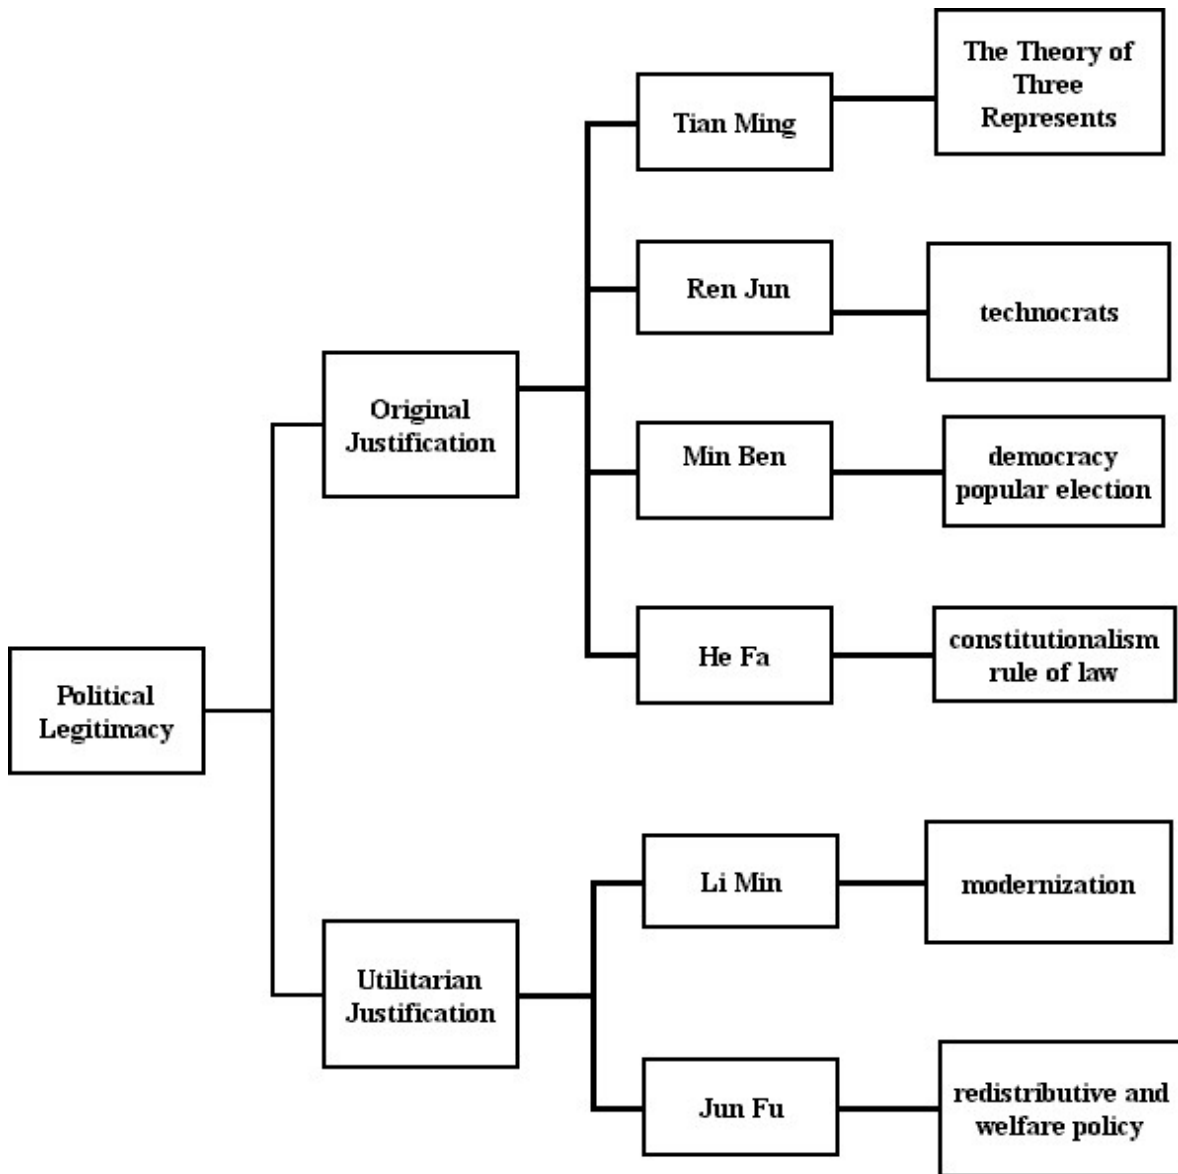 The Theory of
Three
Represents
Tian Ming
Ren Jun
technocrats
Original
Justification
Min Ben
democracy
popular election
He Fa
constitutionalism
rule of law
Political
Legitimacy
Li Min
modernization
Utilitarian
Justification
Jun Fu
redistributive and
welfare policy